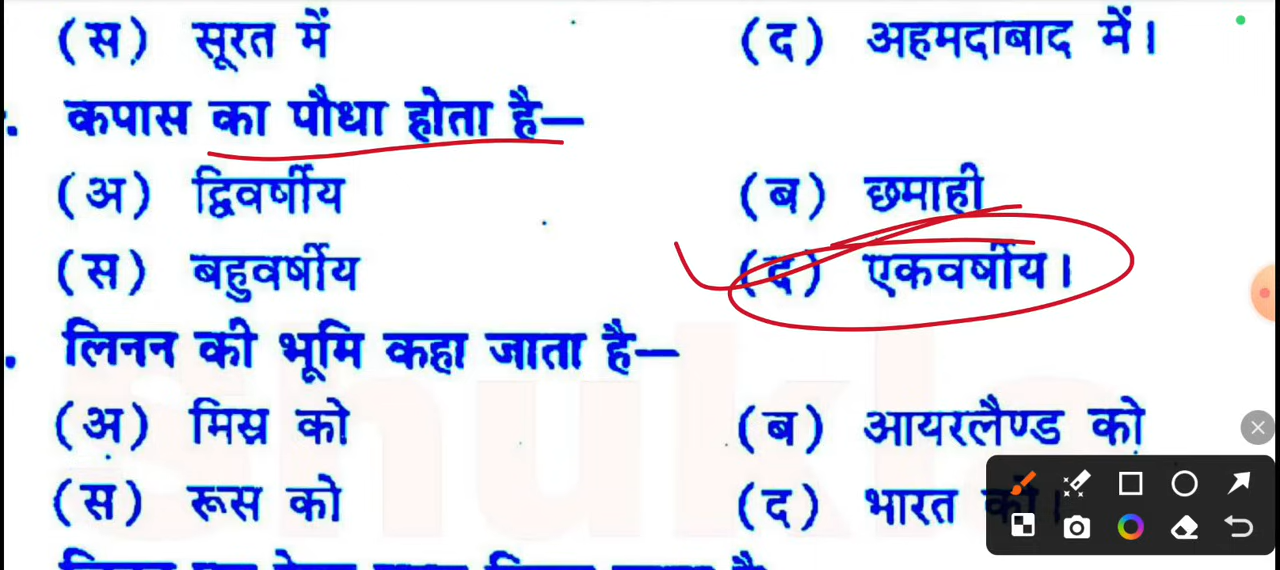 (स) सूरत में (द) अहमदाबाद में।
. कपास का पौधा होता है—
(अ) द्विवर्षीय (ब) छमाही
(स) बहुवर्षीय (द) एकवर्षीय।
. लिनन की भूमि कहा जाता है—
(अ) मिस्र को (ब) आयरलैण्ड को
(स) रूस को (द) भारत को।